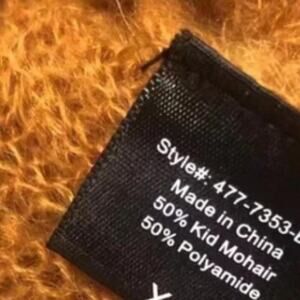 Style#: 477-7353-
Made in China
50% Kid Mohair
50% Polyamide